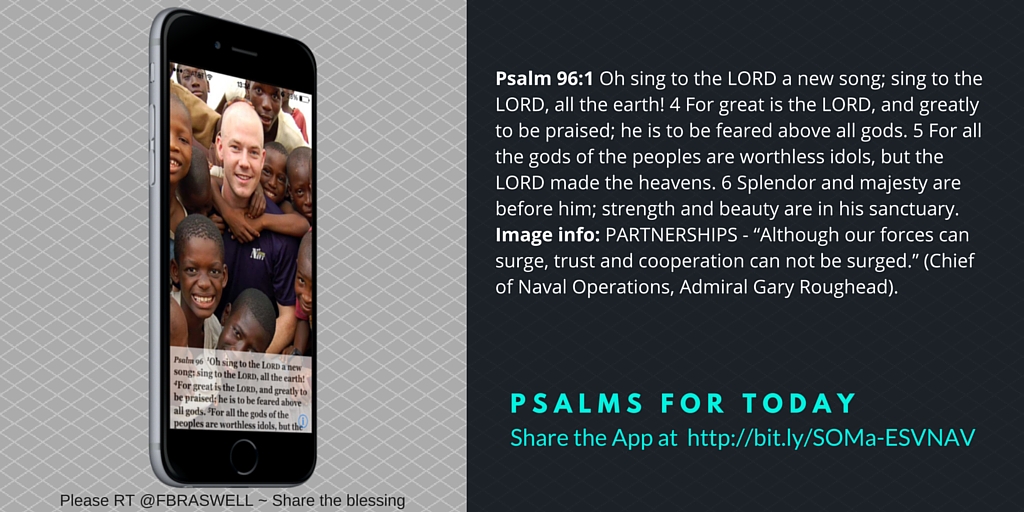 13:5
Navy
Psalm 96 ¹Oh sing to the LORD a new
song; sing to the LORD, all the earth!
⁴For great is the LORD, and greatly to
be praised; he is to be feared above
all gods. ⁵For all the gods of the
peoples are worthless idols, but the
Please RT @FBRASWELL ~ Share the blessing
Psalm 96:1 Oh sing to the LORD a new song; sing to the
LORD, all the earth! 4 For great is the LORD, and greatly
to be praised; he is to be feared above all gods. 5 For all
the gods of the peoples are worthless idols, but the
LORD made the heavens. 6 Splendor and majesty are
before him; strength and beauty are in his sanctuary.
Image info: PARTNERSHIPS - “Although our forces can
surge, trust and cooperation can not be surged.” (Chief
of Naval Operations, Admiral Gary Roughead).
PSALMS FOR TODAY
Share the App at http://bit.ly/SOMa-ESVNAV